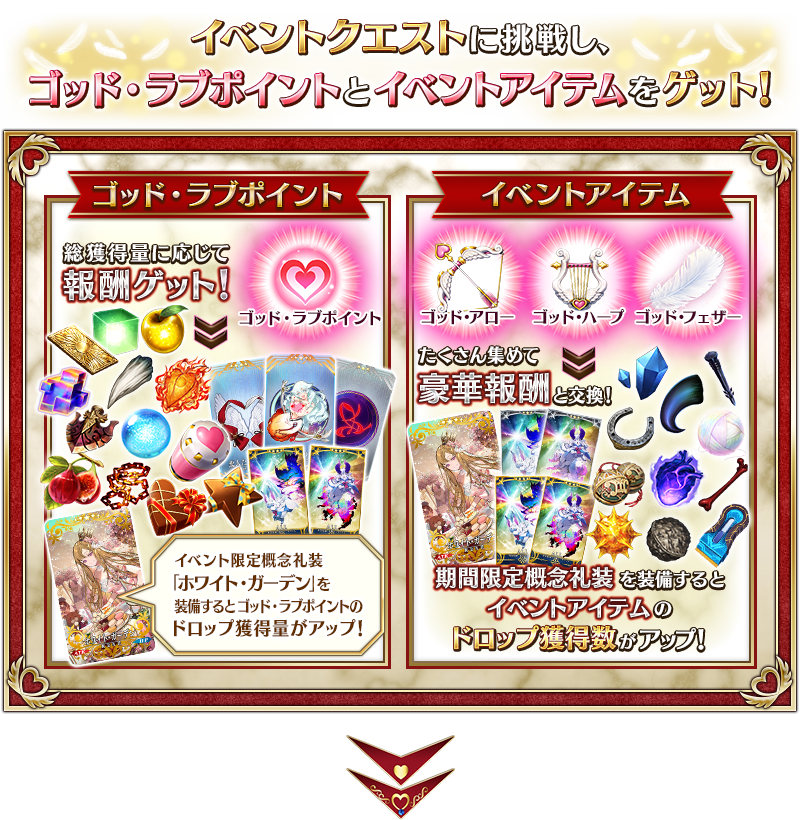 イベントクエストに挑戦し、
ゴッド・ラブポイントとイベントアイテムをゲット!
ゴッド・ラブポイント
総獲得量に応じて
報酬ゲット!
ゴッド・ラブポイント
イベント限定概念礼装
「ホワイト・ガーデン」を
装備するとゴッド・ラブポイントの
ドロップ獲得量がアップ!
イベントアイテム
ゴッド・アロー
ゴッド・ハープ
ゴッド・フェザー
たくさん集めて
豪華報酬と交換!
期間限定概念礼装を装備すると
イベントアイテムの
ドロップ獲得数がアップ!